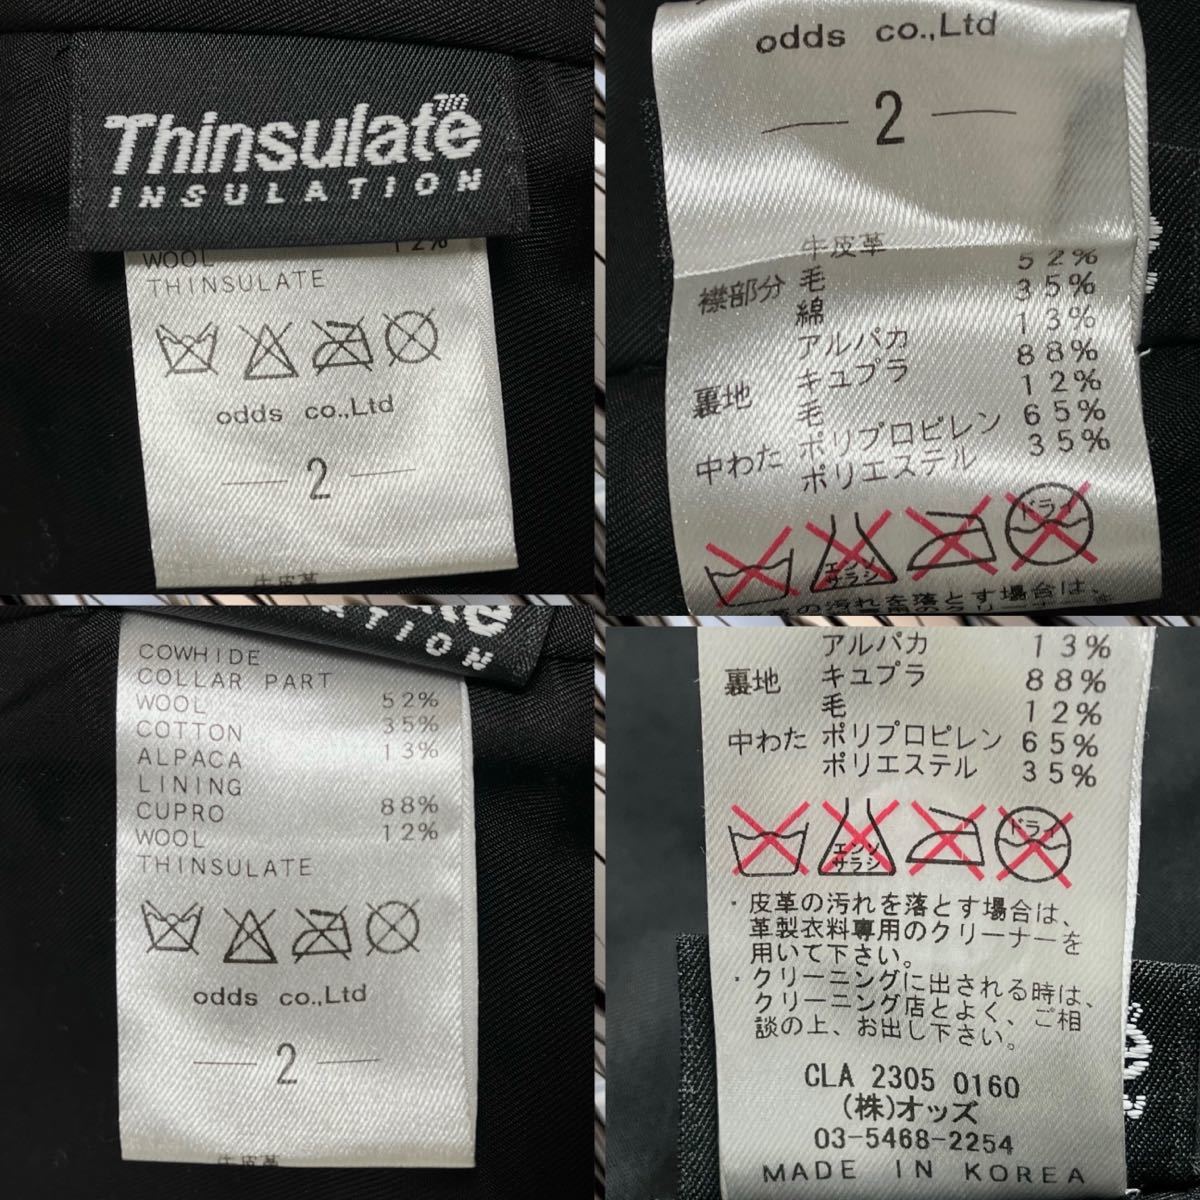 Thinsulate™
INSULATION
WOOL 12%
THINSULATE
odds co.,Ltd
2
牛皮革
odds co.,Ltd
2
牛皮革
襟部分 毛 52%
綿 35%
アルパカ 13%
裏地 キュプラ 88%
毛 12%
中わた ポリプロピレン 65%
ポリエステル 35%
エンソ
サラシ
ドライ
COWHIDE
COLLAR PART
WOOL 52%
COTTON 35%
ALPACA 13%
LINING
CUPRO 88%
WOOL 12%
THINSULATE
odds co.,Ltd
2
牛皮革
アルパカ 13%
裏地 キュプラ 88%
毛 12%
中わた ポリプロピレン 65%
ポリエステル 35%
エンソ
サラシ
ドライ
・皮革の汚れを落とす場合は、
革製衣料専用のクリーナーを
用いて下さい。
・クリーニングに出される時は、
クリーニング店とよく、ご相
談の上、お出し下さい。
CLA 2305 0160
(株)オッズ
03-5468-2254
MADE IN KOREA